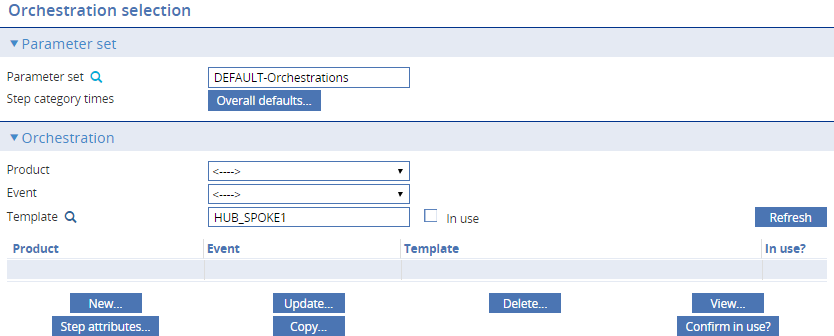 Orchestration selection
Parameter set
Parameter set DEFAULT-Orchestrations
Step category times Overall defaults...
Orchestration
Product <---->
Event <---->
Template HUB_SPOKE1 In use Refresh
Product Event Template In use?
New... Update... Delete... View...
Step attributes... Copy... Confirm in use?